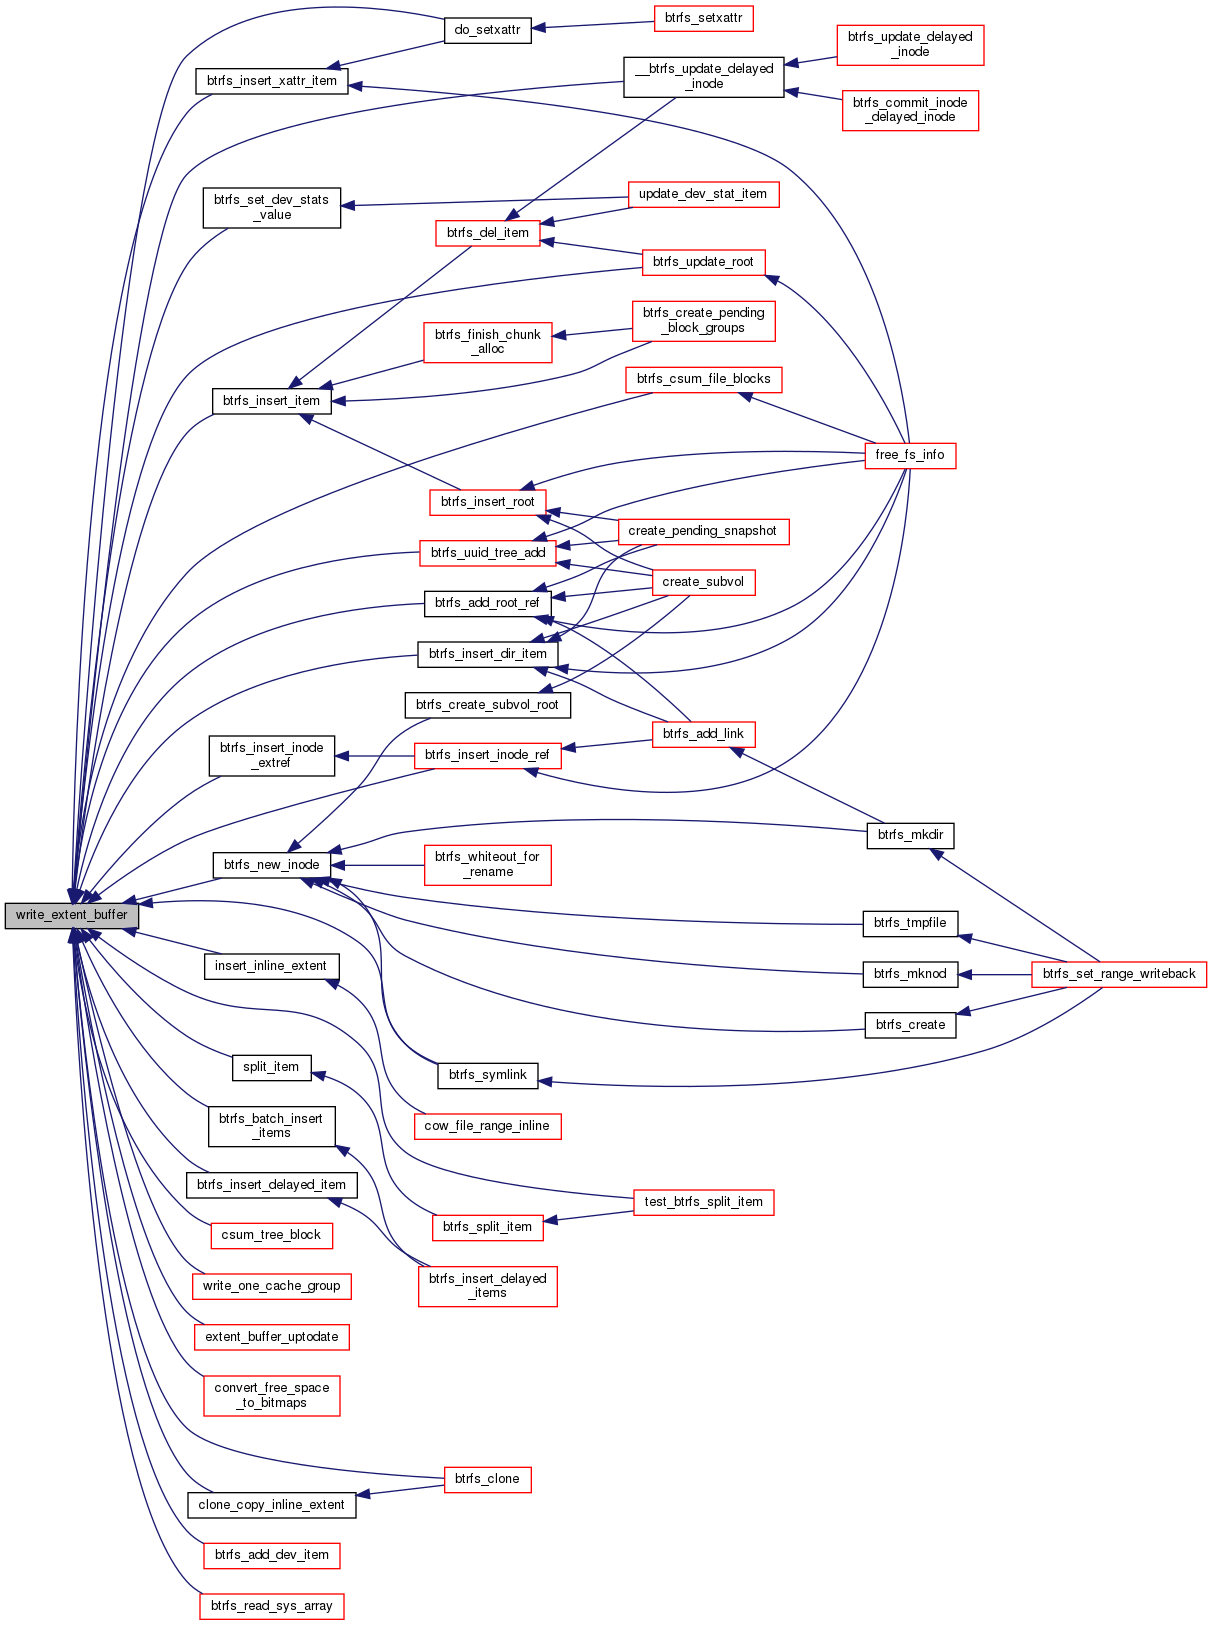 do_setxattr
btrfs_setxattr
btrfs_update_delayed
_inode
btrfs_insert_xattr_item
__btrfs_update_delayed
_inode
btrfs_commit_inode
_delayed_inode
btrfs_set_dev_stats
_value
update_dev_stat_item
btrfs_del_item
btrfs_update_root
btrfs_create_pending
_block_groups
btrfs_finish_chunk
_alloc
btrfs_csum_file_blocks
btrfs_insert_item
free_fs_info
btrfs_insert_root
create_pending_snapshot
btrfs_uuid_tree_add
create_subvol
btrfs_add_root_ref
btrfs_insert_dir_item
btrfs_create_subvol_root
btrfs_add_link
btrfs_insert_inode
_extref
btrfs_insert_inode_ref
btrfs_mkdir
btrfs_new_inode
btrfs_whiteout_for
_rename
write_extent_buffer
btrfs_tmpfile
insert_inline_extent
btrfs_mknod
btrfs_set_range_writeback
btrfs_create
split_item
btrfs_symlink
btrfs_batch_insert
_items
cow_file_range_inline
btrfs_insert_delayed_item
test_btrfs_split_item
btrfs_split_item
csum_tree_block
write_one_cache_group
btrfs_insert_delayed
_items
extent_buffer_uptodate
convert_free_space
_to_bitmaps
btrfs_clone
clone_copy_inline_extent
btrfs_add_dev_item
btrfs_read_sys_array